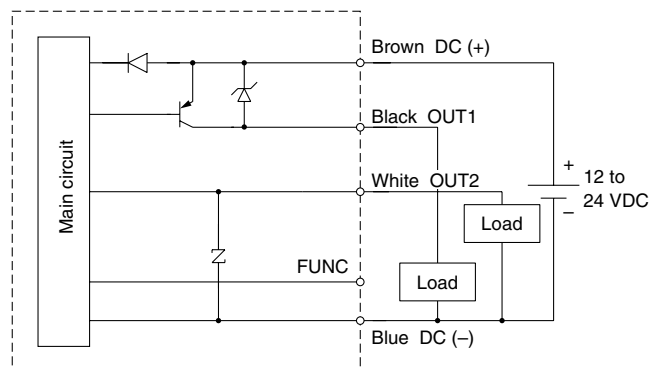 Brown DC (+)
Black OUT1
White OUT2
FUNC
Blue DC (–)
Main circuit
Load
Load
+
–
12 to
24 VDC